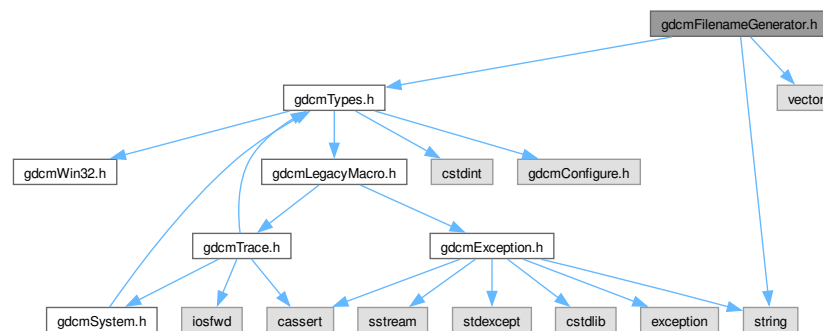 gdcmFilenameGenerator.h
gdcmTypes.h
vector
gdcmWin32.h
gdcmLegacyMacro.h
cstdint
gdcmConfigure.h
gdcmTrace.h
gdcmException.h
gdcmSystem.h
iosfwd
cassert
sstream
stdexcept
cstdlib
exception
string